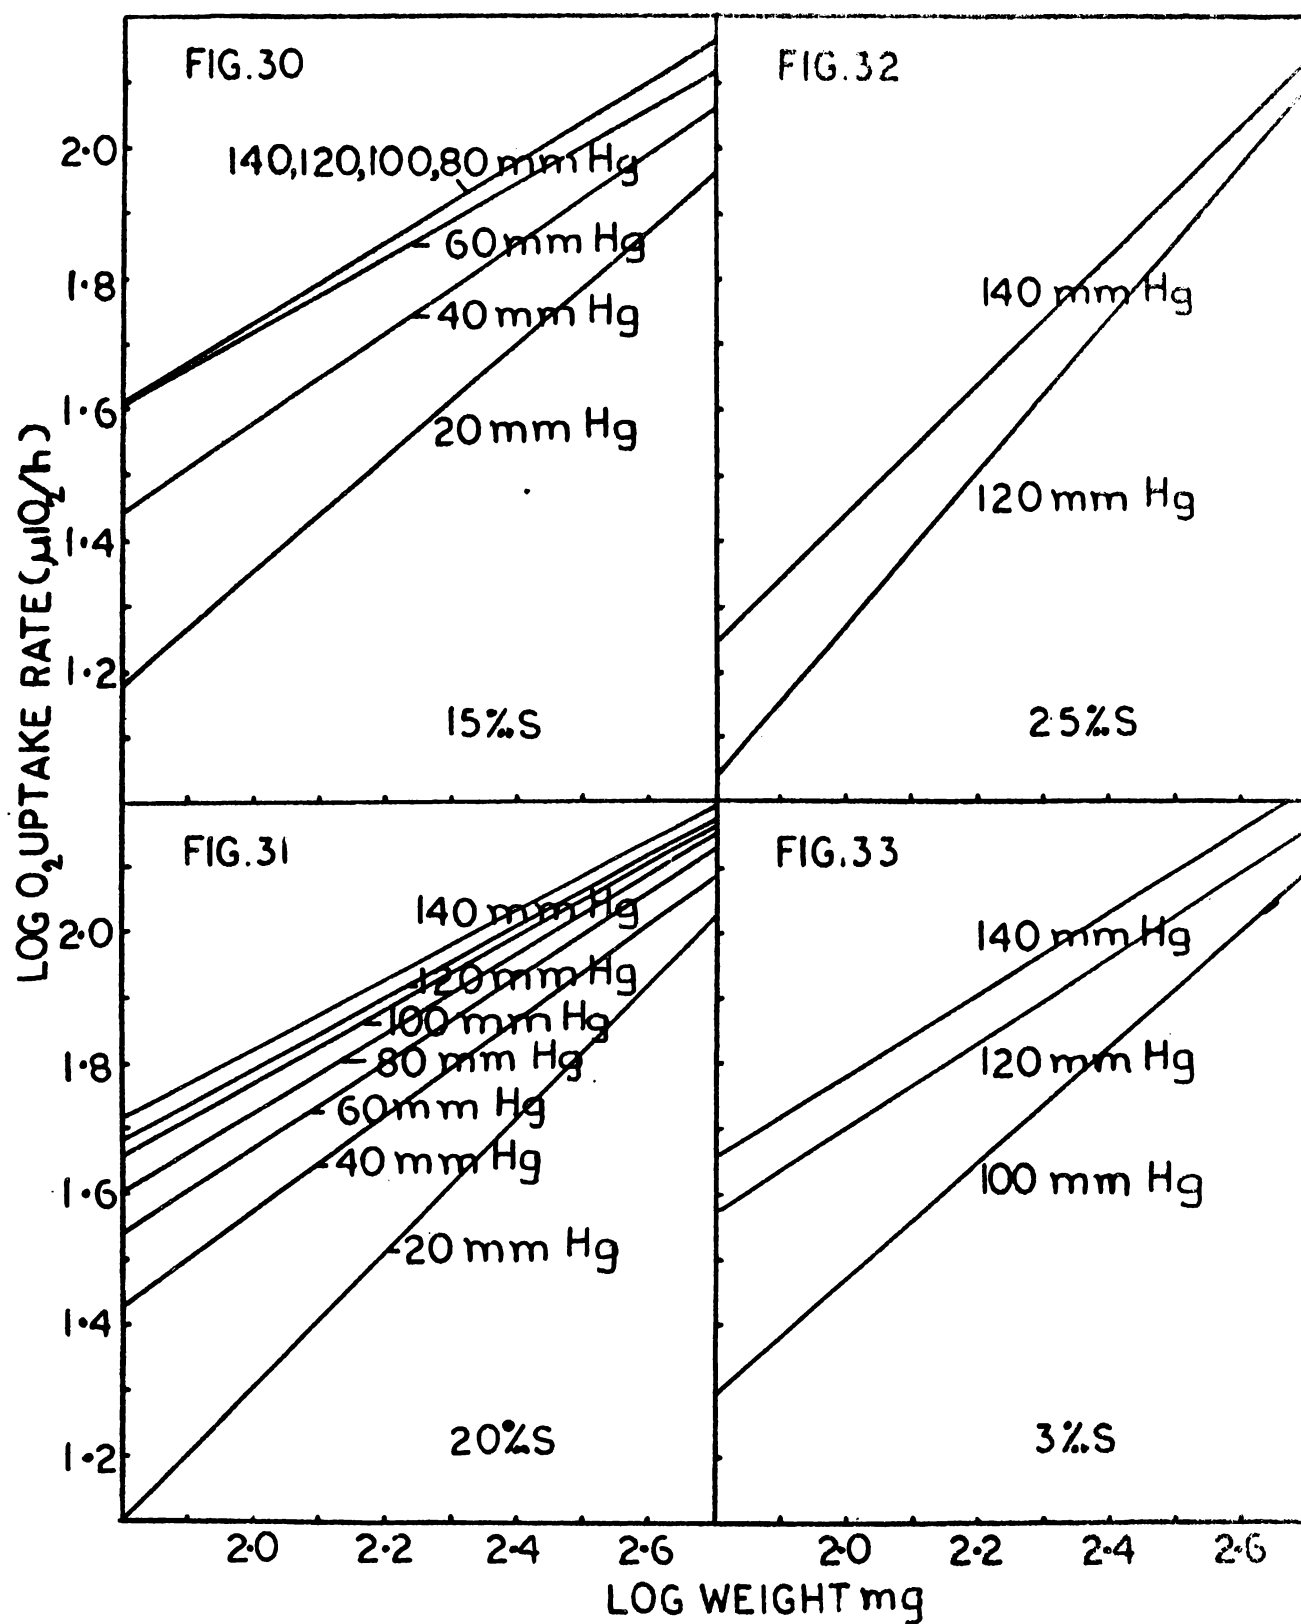 FIG.30
140,120,100,80 mm Hg
60 mm Hg
40 mm Hg
20 mm Hg
15‰S
FIG.32
140 mm Hg
120 mm Hg
25‰S
FIG.31
140 mm Hg
120 mm Hg
100 mm Hg
80 mm Hg
60 mm Hg
40 mm Hg
20 mm Hg
20‰S
FIG.33
140 mm Hg
120 mm Hg
100 mm Hg
3‰S
LOG O₂ UPTAKE RATE (µlO₂/h)
2·0
1·8
1·6
1·4
1·2
2·0
1·8
1·6
1·4
1·2
2·0 2·2 2·4 2·6 2·0 2·2 2·4 2·6
LOG WEIGHT mg